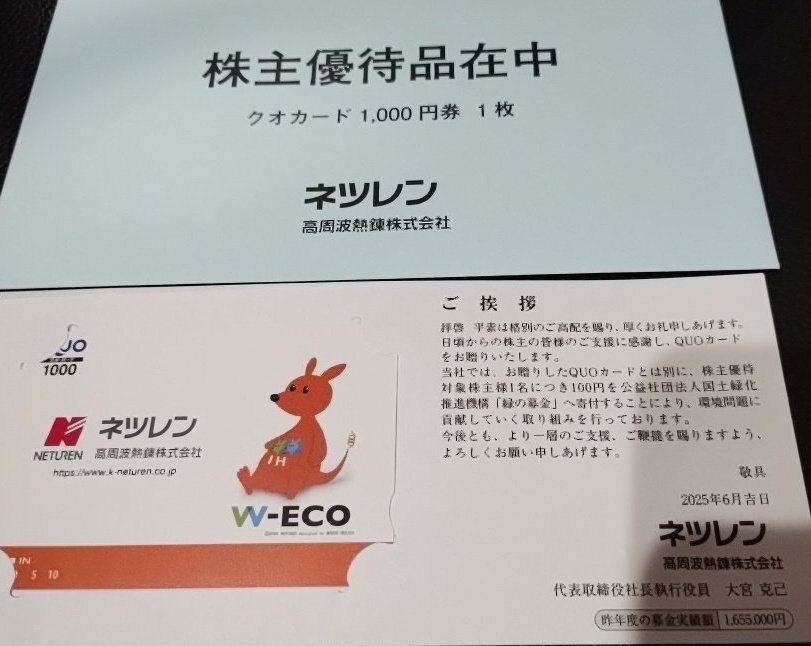 株主優待品在中
クオカード 1,000 円券 1 枚
ネツレン
高周波熱錬株式会社
QUO
1000
NETUREN
ネツレン
高周波熱錬株式会社
https://www.k-neturen.co.jp
IH
W-ECO
IN
5 10
ご挨拶
拝啓 平素は格別のご高配を賜り、厚くお礼申しあげます。
日頃からの株主の皆様のご支援に感謝し、QUOカード
をお贈りいたします。
当社では、お贈りしたQUOカードとは別に、株主優待
対象株主様1名につき100円を公益社団法人国土緑化
推進機構「緑の募金」へ寄付することにより、環境問題に
貢献していく取り組みを行っております。
今後とも、より一層のご支援、ご鞭撻を賜りますよう、
よろしくお願い申しあげます。
敬具
2025年6月吉日
ネツレン
高周波熱錬株式会社
代表取締役社長執行役員 大宮 克己
昨年度の募金実績額 1,655,000円